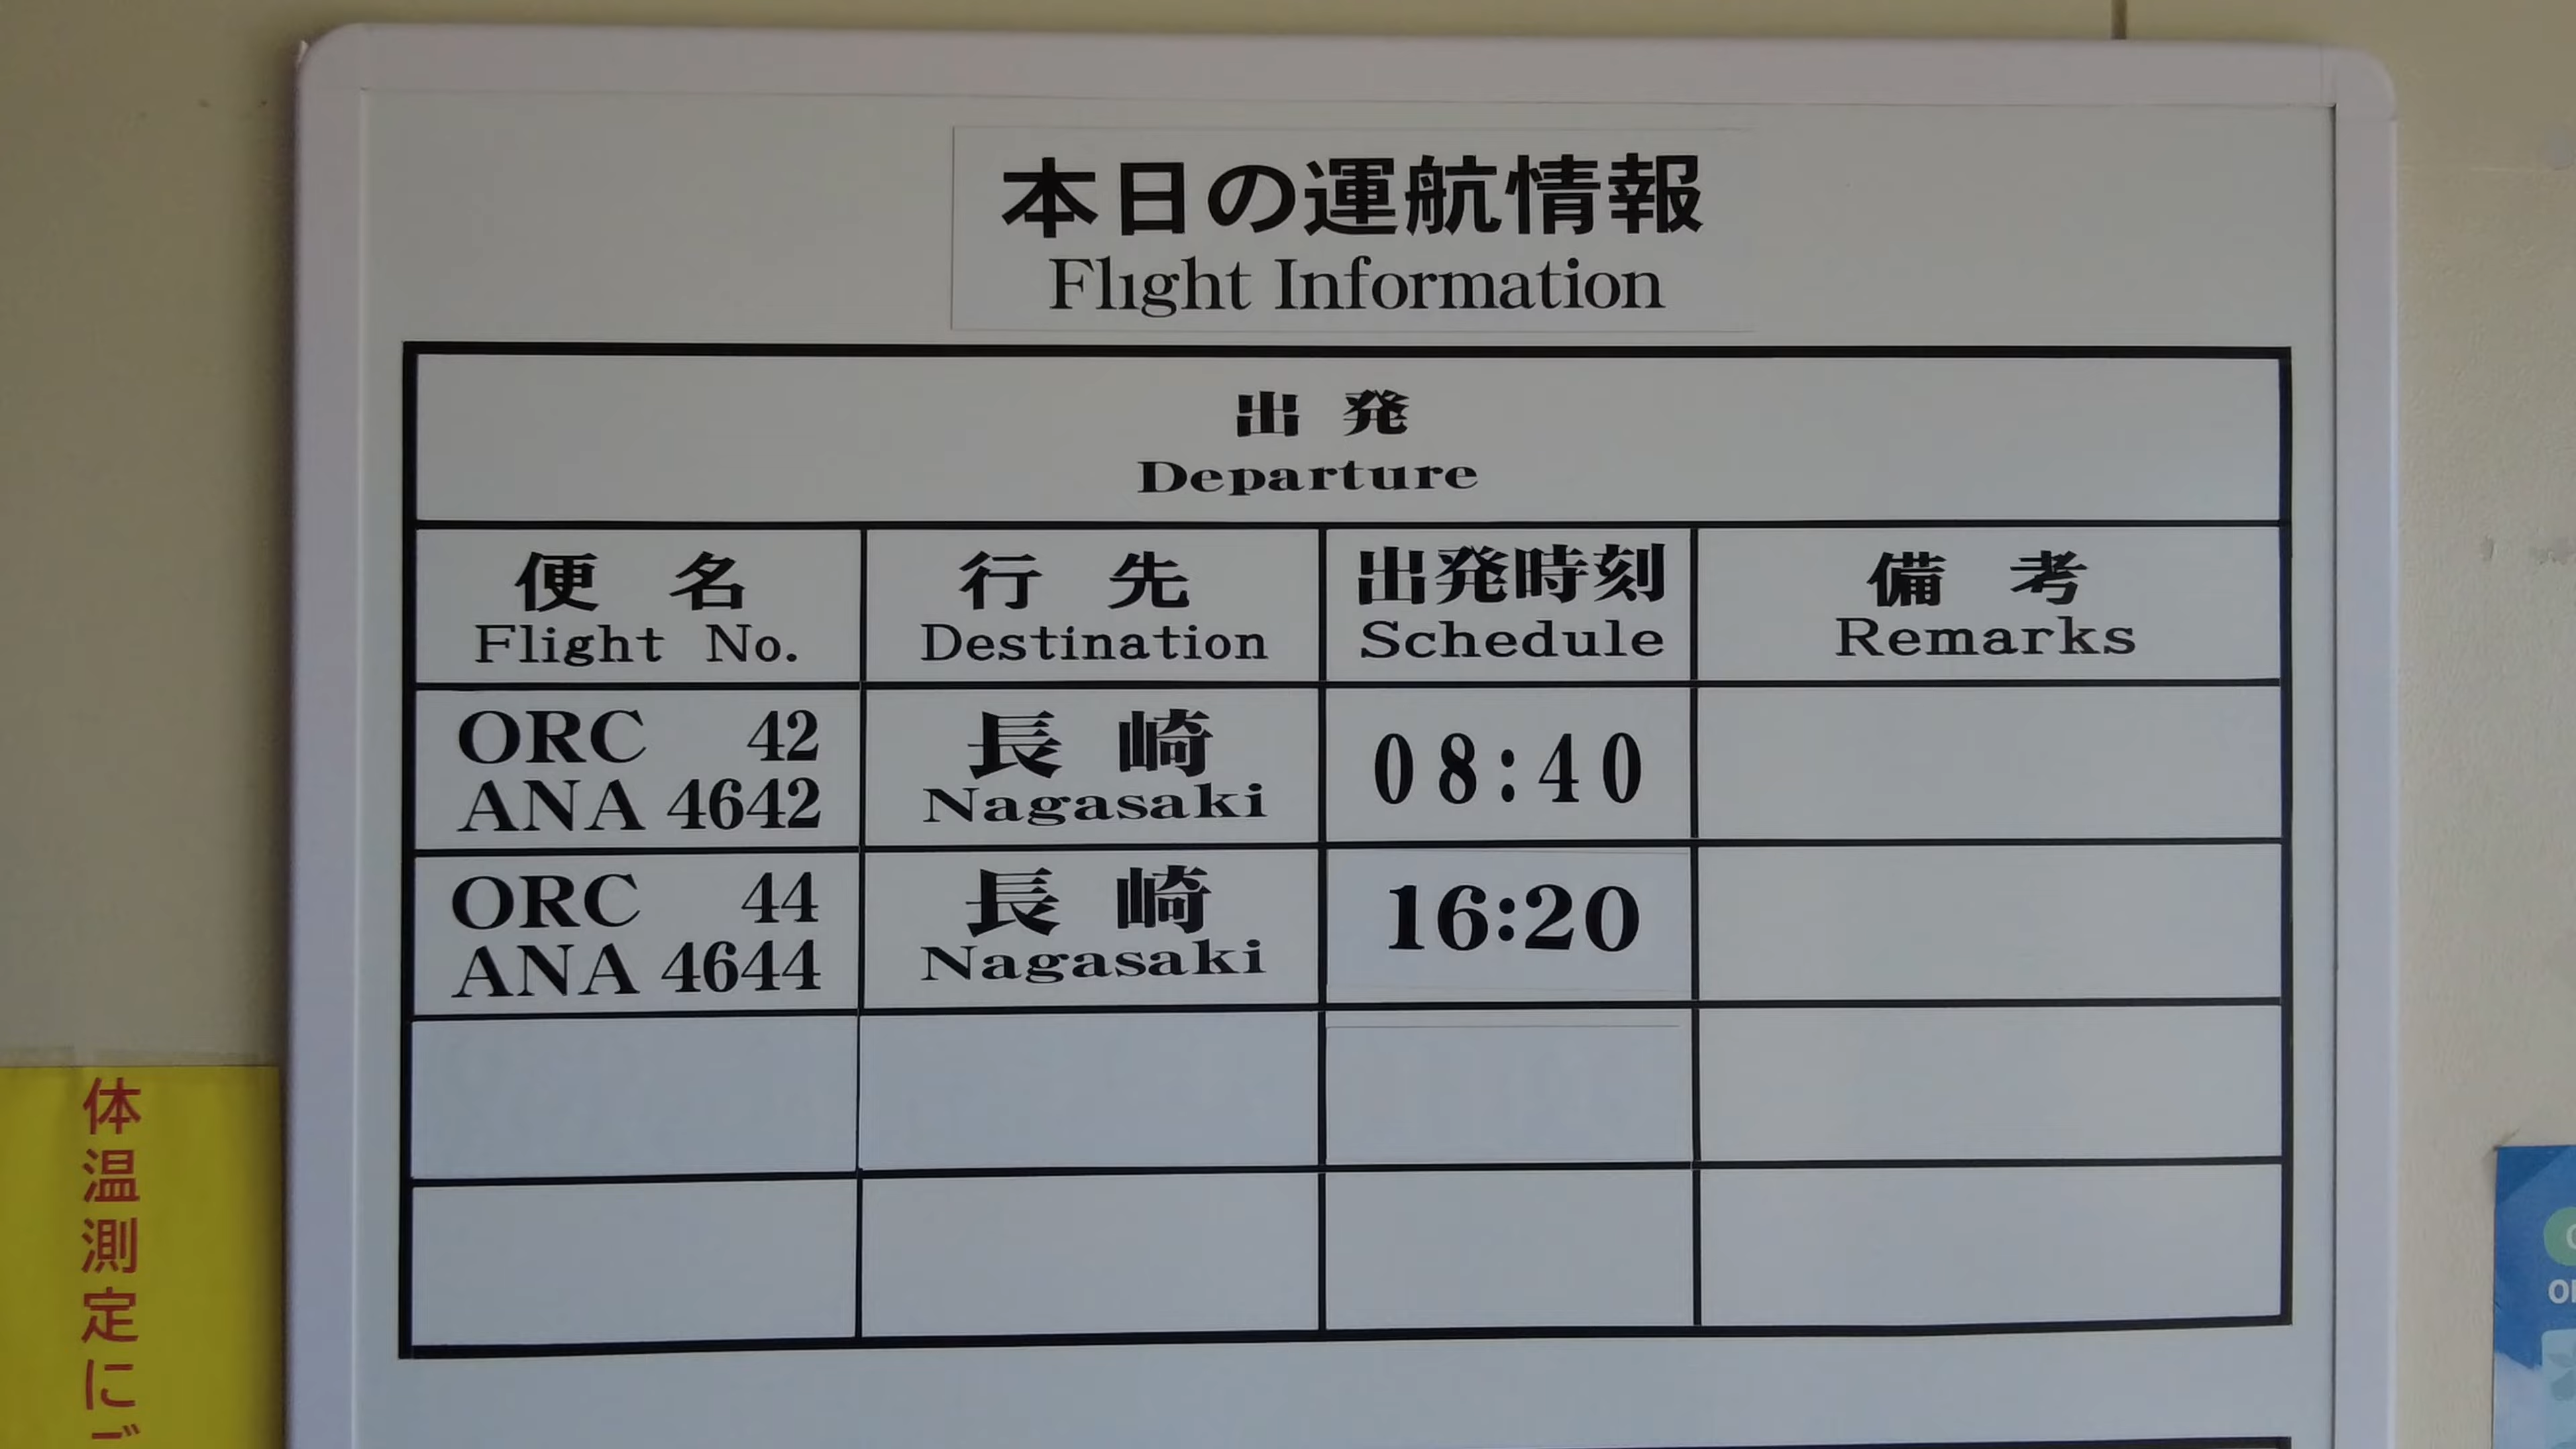 本日の運航情報
Flight Information
出発
Departure
便名 行先 出発時刻 備考
Flight No. Destination Schedule Remarks
ORC 42 長崎 08:40
ANA 4642 Nagasaki
ORC 44 長崎 16:20
ANA 4644 Nagasaki
体温測定に